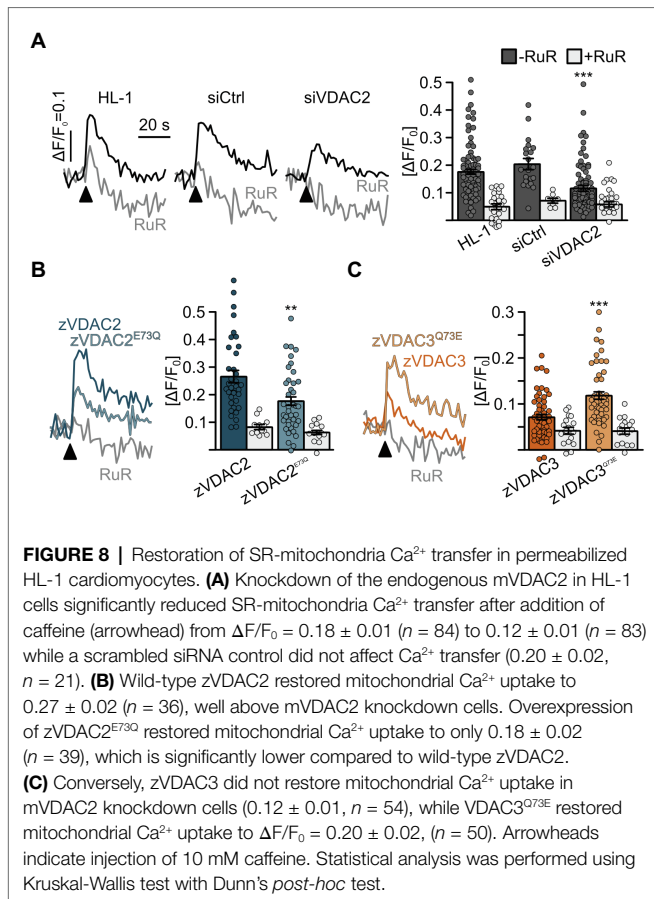 A
ΔF/F₀=0.1
HL-1
20 s
siCtrl
siVDAC2
RuR
RuR
RuR
-RuR
+RuR
***
[ΔF/F₀]
0.5
0.4
0.3
0.2
0.1
HL-1
siCtrl
siVDAC2
B
zVDAC2
zVDAC2ᴱ⁷³Q
RuR
**
[ΔF/F₀]
0.5
0.4
0.3
0.2
0.1
zVDAC2
zVDAC2ᴱ⁷³Q
C
zVDAC3Q⁷³ᴱ
zVDAC3
RuR
***
[ΔF/F₀]
0.3
0.2
0.1
zVDAC3
zVDAC3Q⁷³ᴱ
FIGURE 8 | Restoration of SR-mitochondria Ca²⁺ transfer in permeabilized
HL-1 cardiomyocytes. (A) Knockdown of the endogenous mVDAC2 in HL-1
cells significantly reduced SR-mitochondria Ca²⁺ transfer after addition of
caffeine (arrowhead) from ΔF/F₀ = 0.18 ± 0.01 (n = 84) to 0.12 ± 0.01 (n = 83)
while a scrambled siRNA control did not affect Ca²⁺ transfer (0.20 ± 0.02,
n = 21). (B) Wild-type zVDAC2 restored mitochondrial Ca²⁺ uptake to
0.27 ± 0.02 (n = 36), well above mVDAC2 knockdown cells. Overexpression
of zVDAC2ᴱ⁷³Q restored mitochondrial Ca²⁺ uptake to only 0.18 ± 0.02
(n = 39), which is significantly lower compared to wild-type zVDAC2.
(C) Conversely, zVDAC3 did not restore mitochondrial Ca²⁺ uptake in
mVDAC2 knockdown cells (0.12 ± 0.01, n = 54), while VDAC3Q⁷³ᴱ restored
mitochondrial Ca²⁺ uptake to ΔF/F₀ = 0.20 ± 0.02, (n = 50). Arrowheads
indicate injection of 10 mM caffeine. Statistical analysis was performed using
Kruskal-Wallis test with Dunn's post-hoc test.